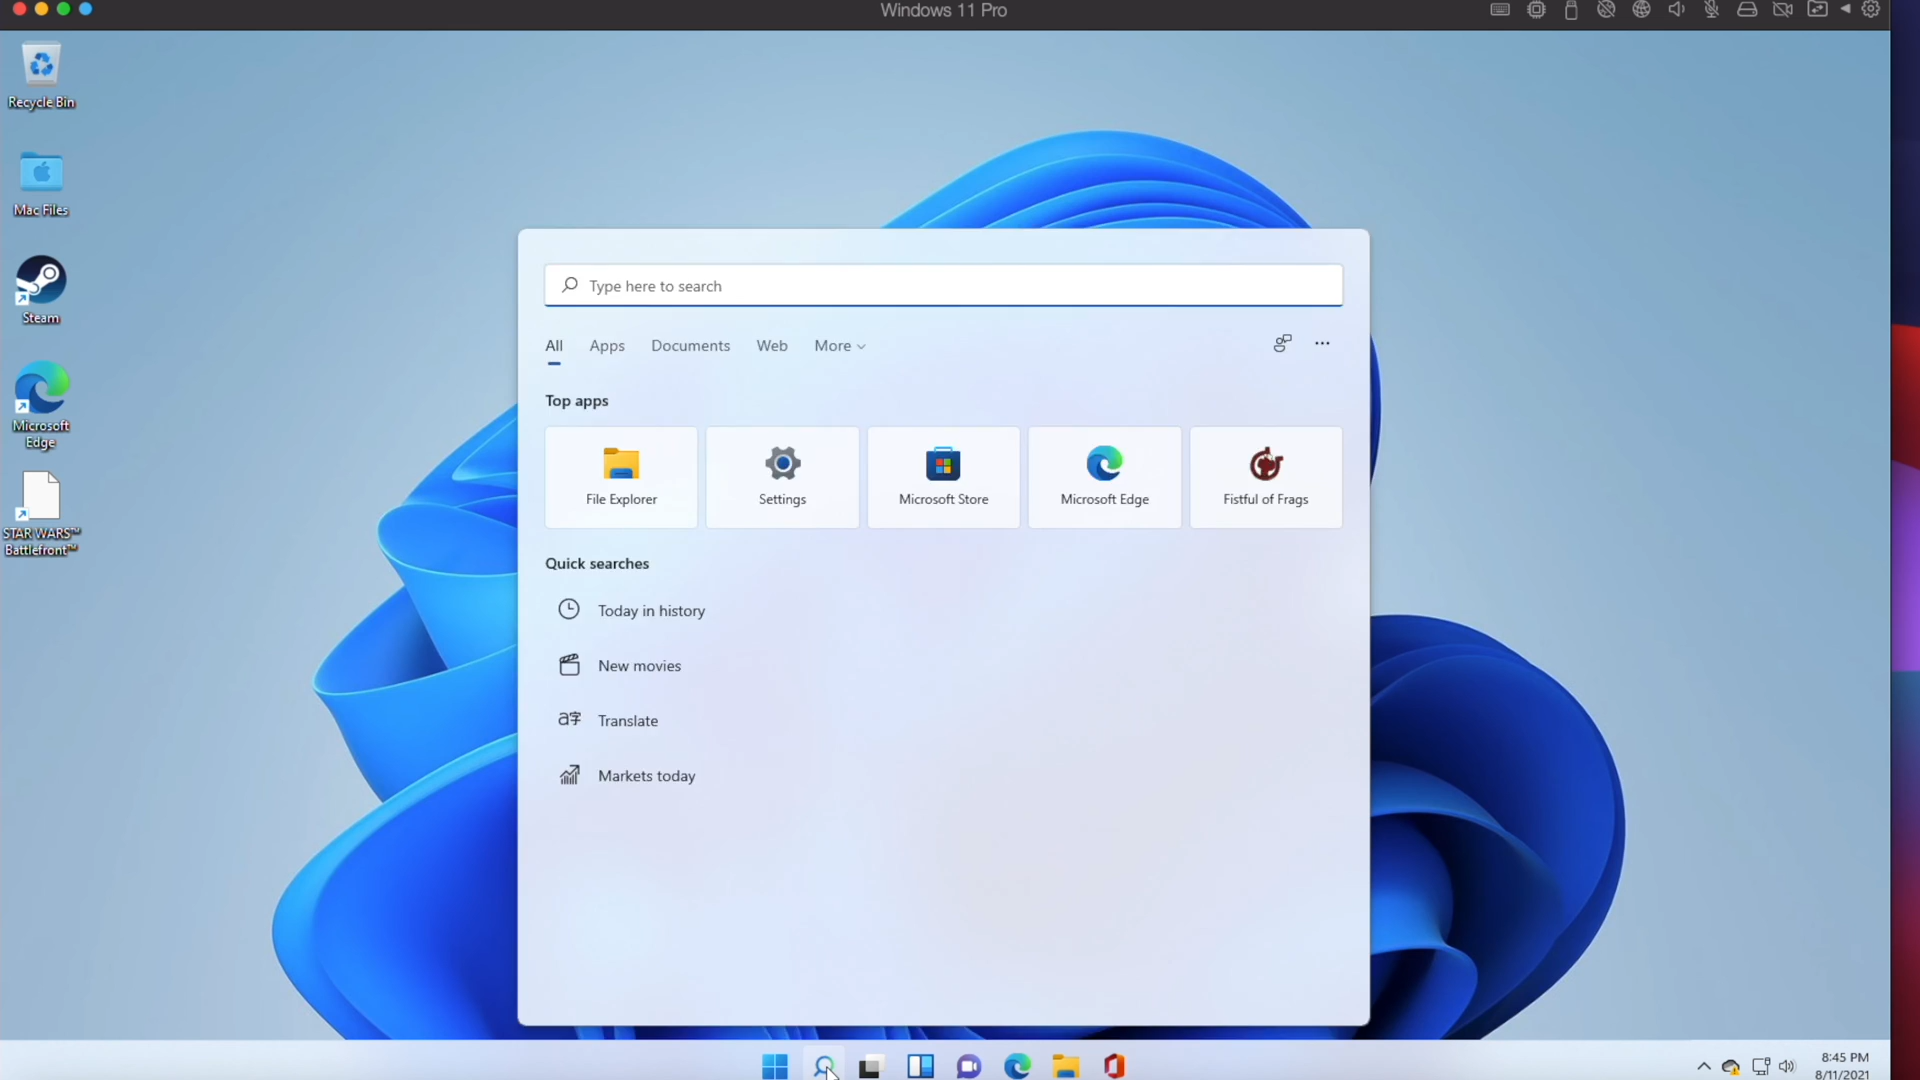 Windows 11 Pro
Recycle Bin
Mac Files
Steam
Microsoft
Edge
STAR WARS™
Battlefront™
Type here to search
All
Apps
Documents
Web
More
Top apps
File Explorer
Settings
Microsoft Store
Microsoft Edge
Fistful of Frags
Quick searches
Today in history
New movies
Translate
Markets today
8:45 PM
8/11/2021